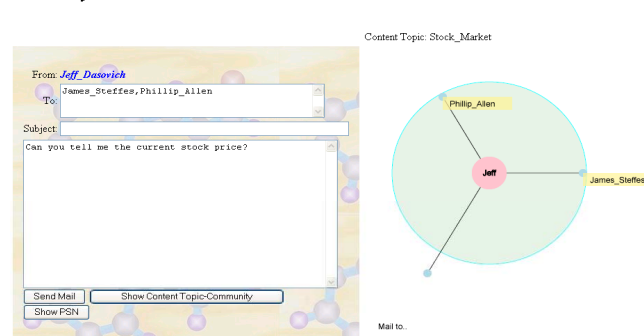 Content Topic: Stock_Market
From: Jeff_Dasovich
To: James_Steffes,Phillip_Allen
Subject:
Can you tell me the current stock price?
Send Mail
Show Content Topic-Community
Show PSN
Phillip_Allen
Jeff
James_Steffes
Mail to..